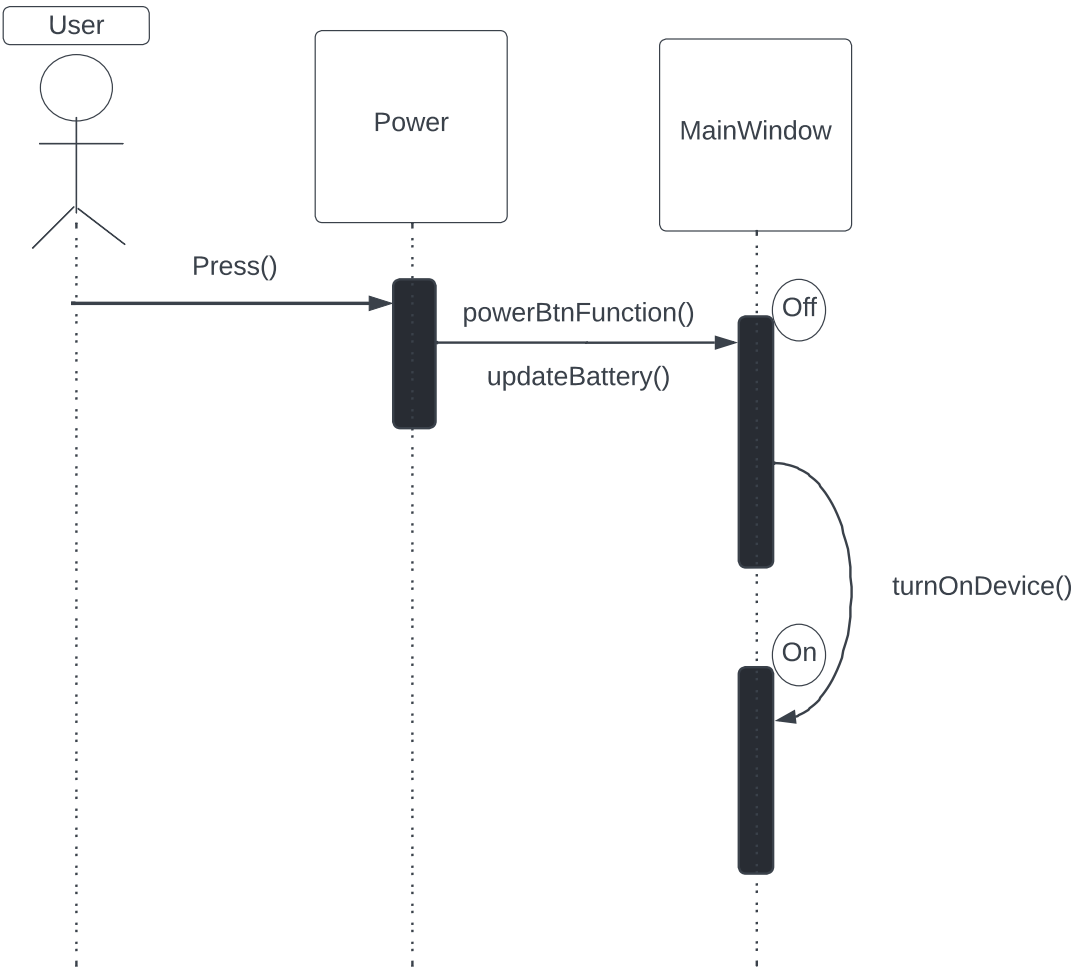 User
Power
MainWindow
Press()
powerBtnFunction()
Off
updateBattery()
turnOnDevice()
On